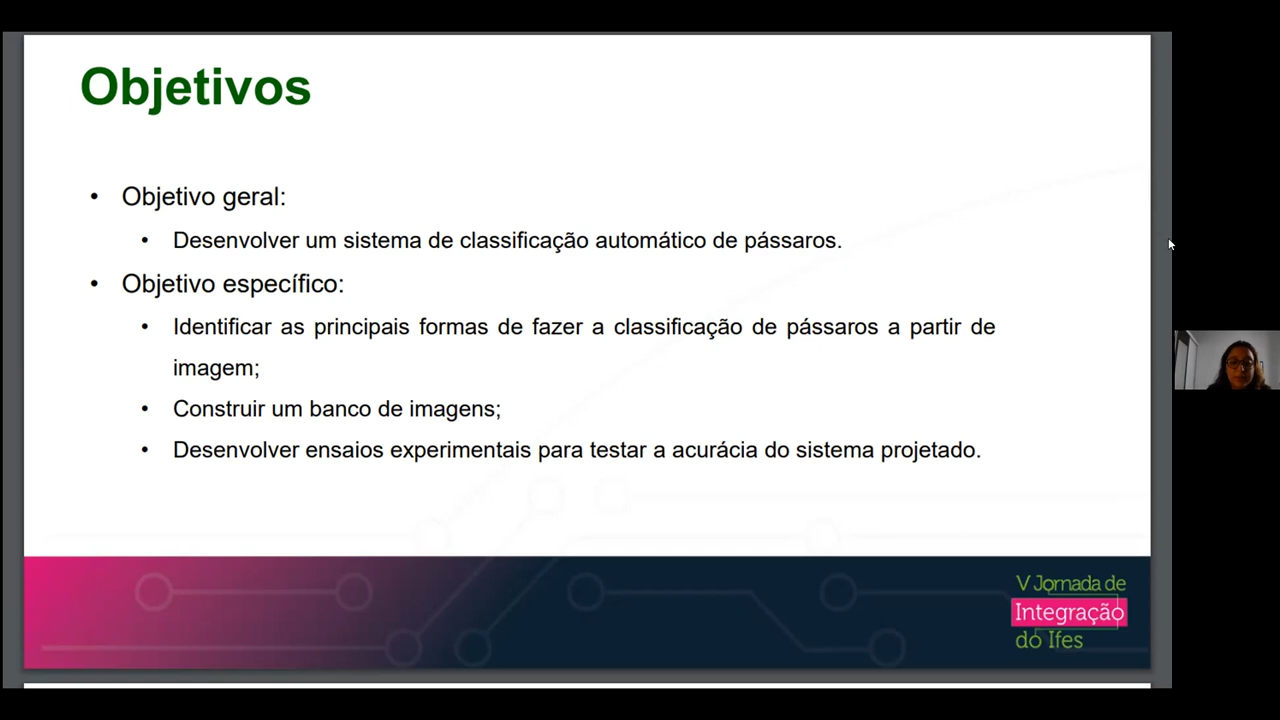 Objetivos
• Objetivo geral:
• Desenvolver um sistema de classificação automático de pássaros.
• Objetivo específico:
• Identificar as principais formas de fazer a classificação de pássaros a partir de
imagem;
• Construir um banco de imagens;
• Desenvolver ensaios experimentais para testar a acurácia do sistema projetado.
V Jornada de
Integração
do Ifes